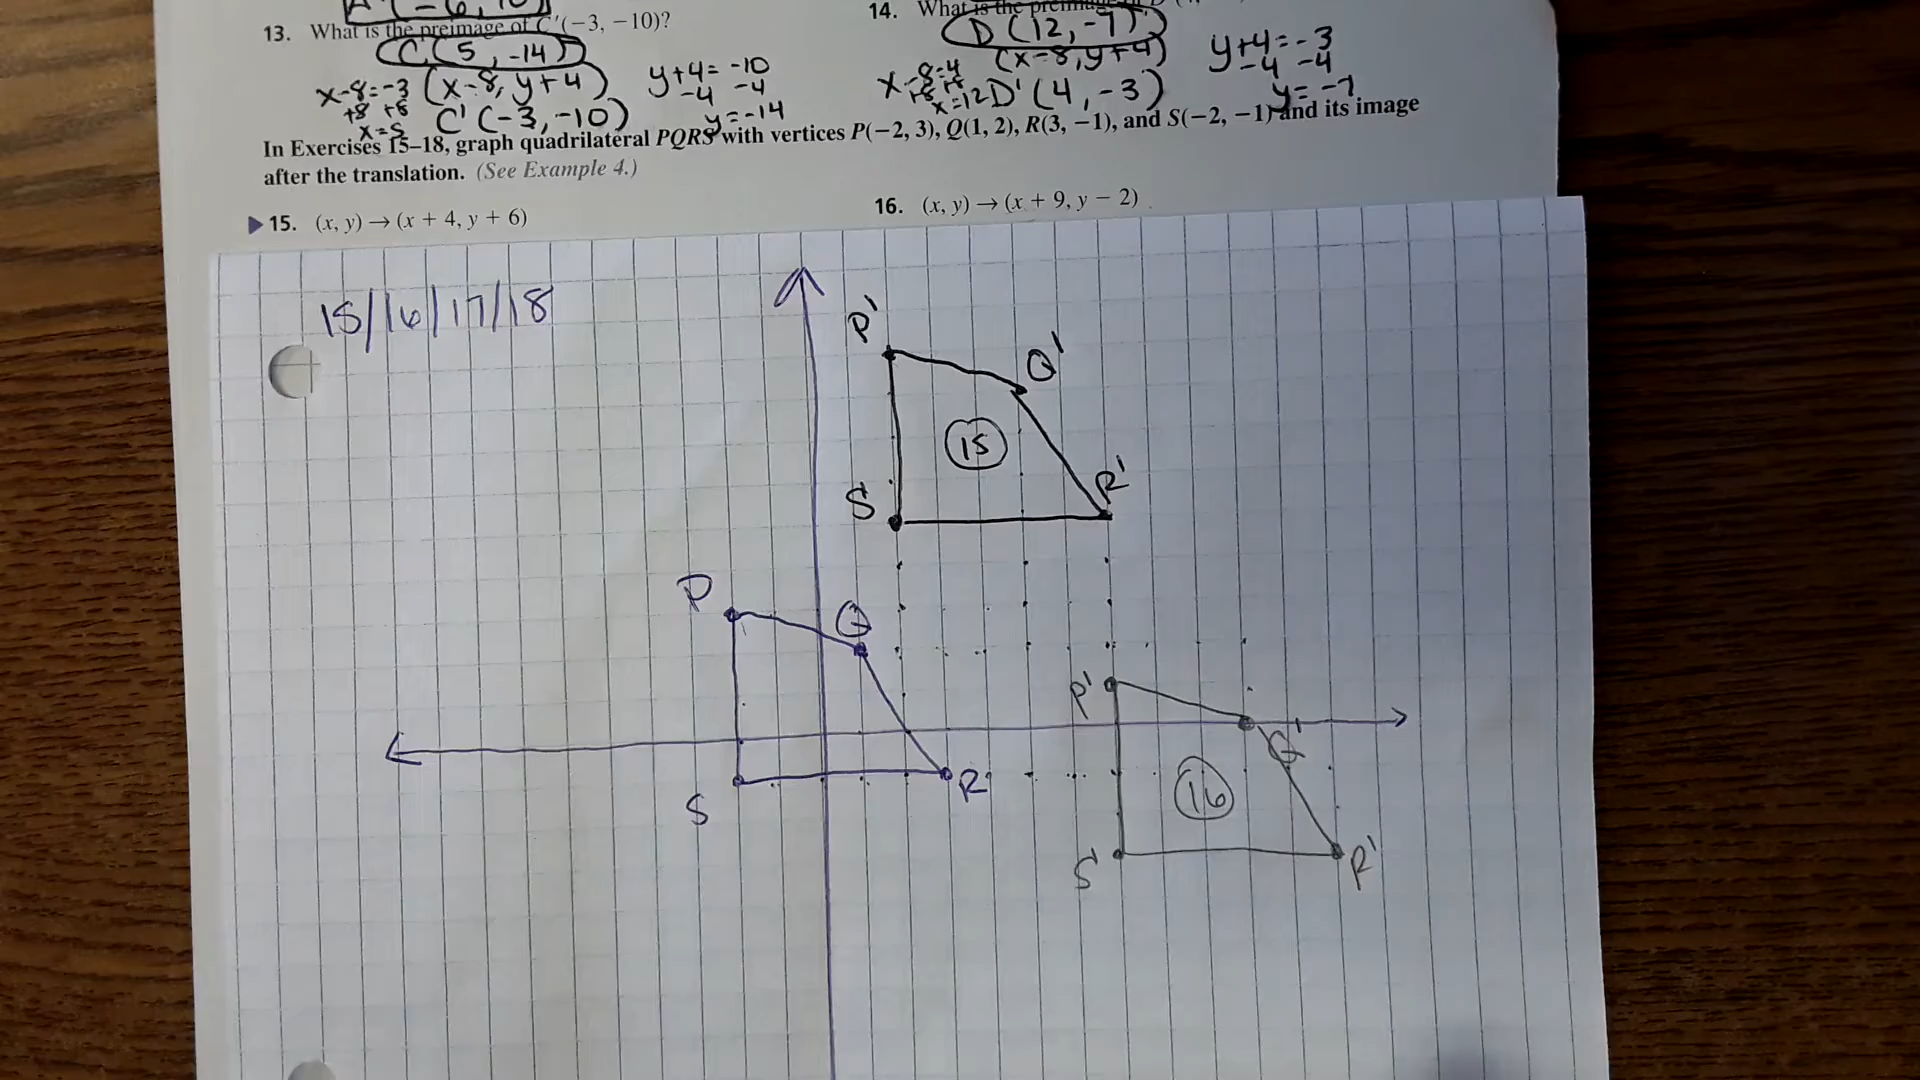 A'(-6, 10)
13. What is the preimage of C'(−3, −10)?
14. What is the preimage of D'(
C(5, -14)
D(12, -7)
x-8=-3 (x-8, y+4) y+4=-10
x-8=4 (x-8, y+4) y+4=-3
+8 +8 -4 -4
+8 +8 -4 -4
x=5 C'(-3, -10) y=-14
x=12 D'(4, -3) y=-7
In Exercises 15–18, graph quadrilateral PQRS with vertices P(−2, 3), Q(1, 2), R(3, −1), and S(−2, −1) and its image
after the translation. (See Example 4.)
15. (x, y) → (x + 4, y + 6)
16. (x, y) → (x + 9, y − 2)
15/16/17/18
P'
Q'
15
S
R'
P
Q
P'
Q'
R
S
16
S'
R'